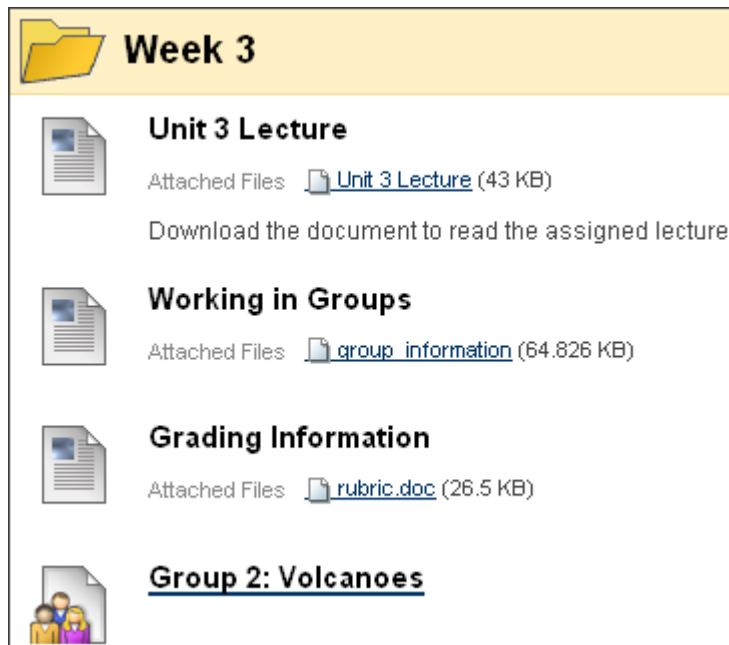 Week 3
Unit 3 Lecture
Attached Files Unit 3 Lecture (43 KB)
Download the document to read the assigned lecture
Working in Groups
Attached Files group_information (64.826 KB)
Grading Information
Attached Files rubric.doc (26.5 KB)
Group 2: Volcanoes